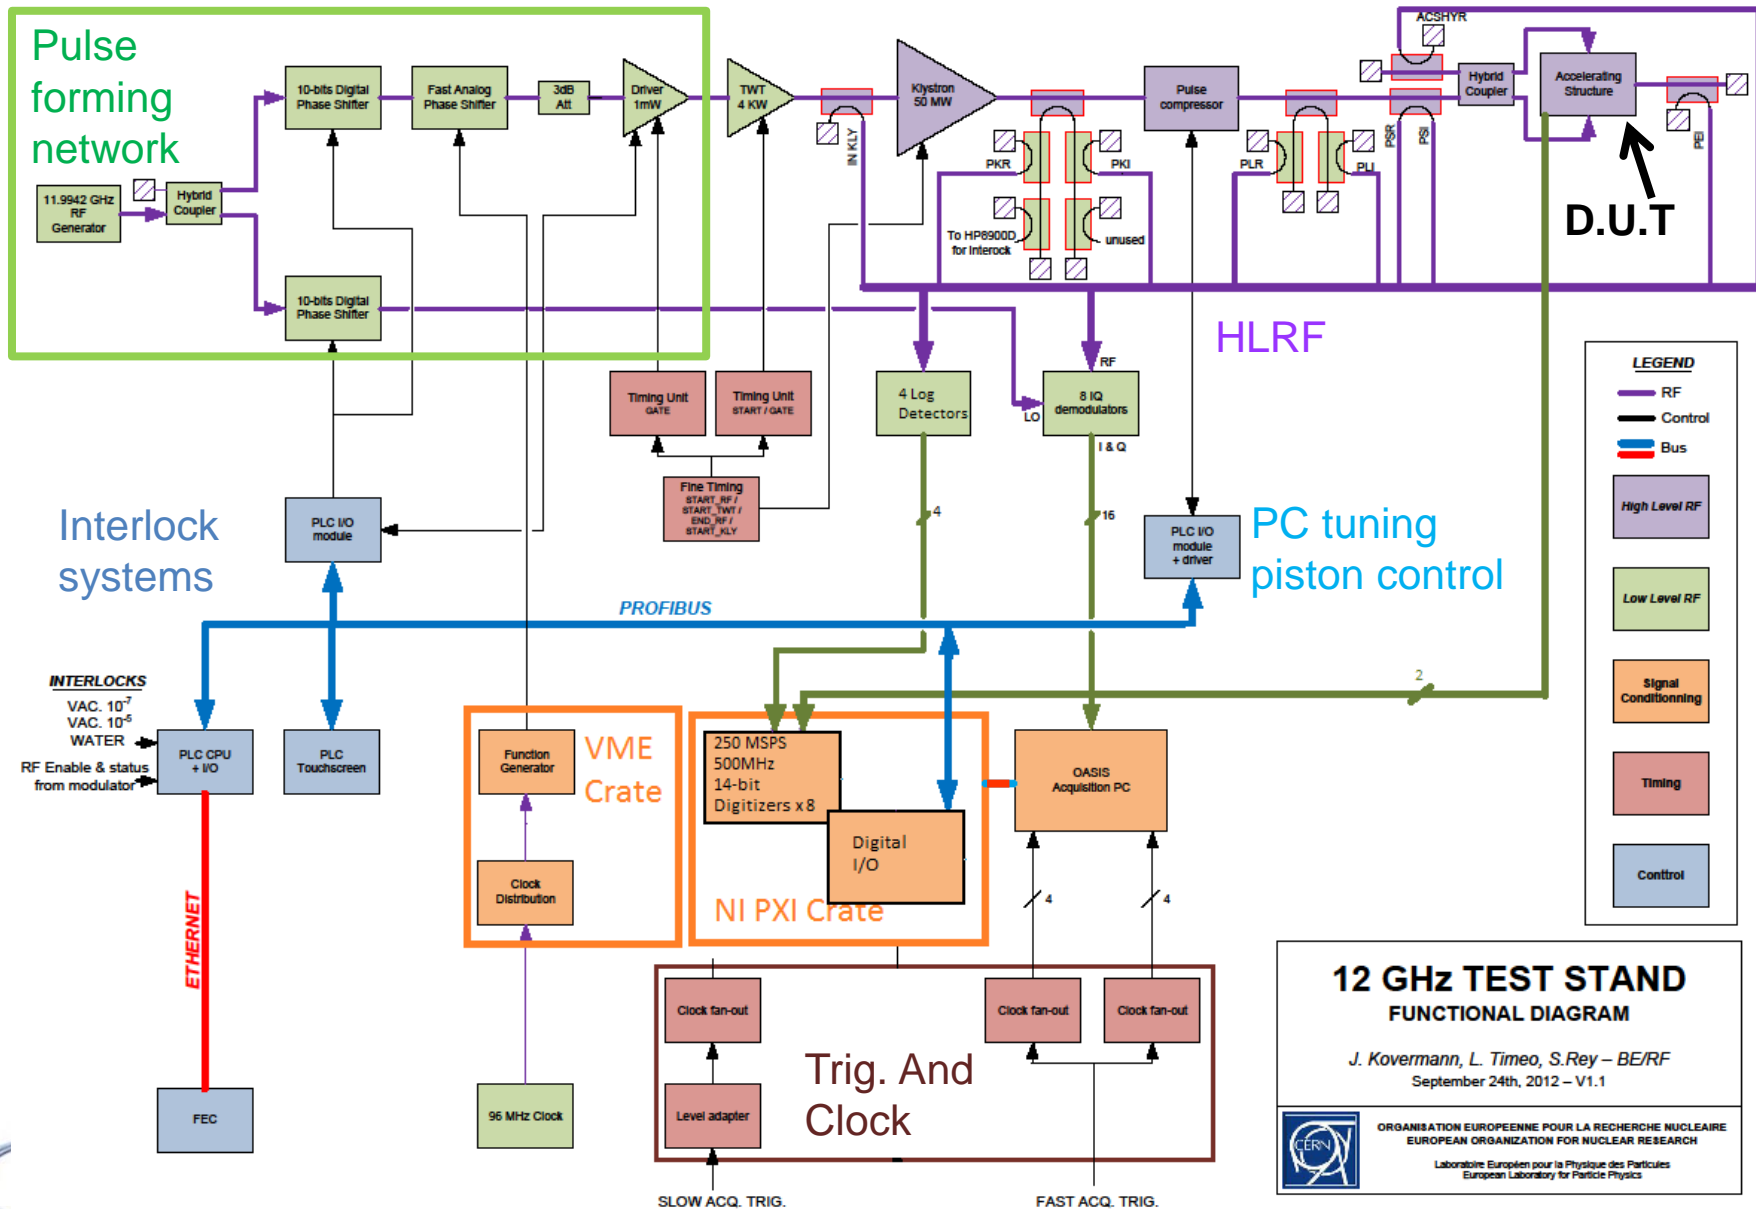 Pulse
forming
network
10-bits Digital
Phase Shifter
Fast Analog
Phase Shifter
3dB
Att
Driver
1mW
TWT
4 KW
IN KLY
Klystron
50 MW
PKR
PKI
To HP8900D
for Interock
unused
Pulse
compressor
PLR
PLI
ACSHYR
PSR
PSI
Hybrid
Coupler
Accelerating
Structure
PEI
D.U.T
11.9942 GHz
RF
Generator
Hybrid
Coupler
10-bits Digital
Phase Shifter
HLRF
Timing Unit
GATE
Timing Unit
START / GATE
4 Log
Detectors
RF
LO
8 IQ
demodulators
I & Q
LEGEND
RF
Control
Bus
High Level RF
Low Level RF
Signal
Conditionning
Timing
Conttrol
Fine Timing
START_RF /
START_TWT /
END_RF /
START_KLY
4
16
Interlock
systems
PLC I/O
module
PLC I/O
module
+ driver
PC tuning
piston control
PROFIBUS
2
INTERLOCKS
VAC. 10-7
VAC. 10-5
WATER
RF Enable & status
from modulator
PLC CPU
+ I/O
PLC
Touchscreen
Function
Generator
VME
Crate
250 MSPS
500MHz
14-bit
Digitizers x 8
Digital
I/O
OASIS
Acquisition PC
Clock
Distribution
NI PXI Crate
4
4
ETHERNET
FEC
96 MHz Clock
Clock fan-out
Level adapter
Clock fan-out
Clock fan-out
Trig. And
Clock
SLOW ACQ. TRIG.
FAST ACQ. TRIG.
12 GHz TEST STAND
FUNCTIONAL DIAGRAM
J. Kovermann, L. Timeo, S.Rey – BE/RF
September 24th, 2012 – V1.1
CERN
ORGANISATION EUROPEENNE POUR LA RECHERCHE NUCLEAIRE
EUROPEAN ORGANIZATION FOR NUCLEAR RESEARCH
Laboratoire Européen pour la Physique des Particules
European Laboratory for Particle Physics